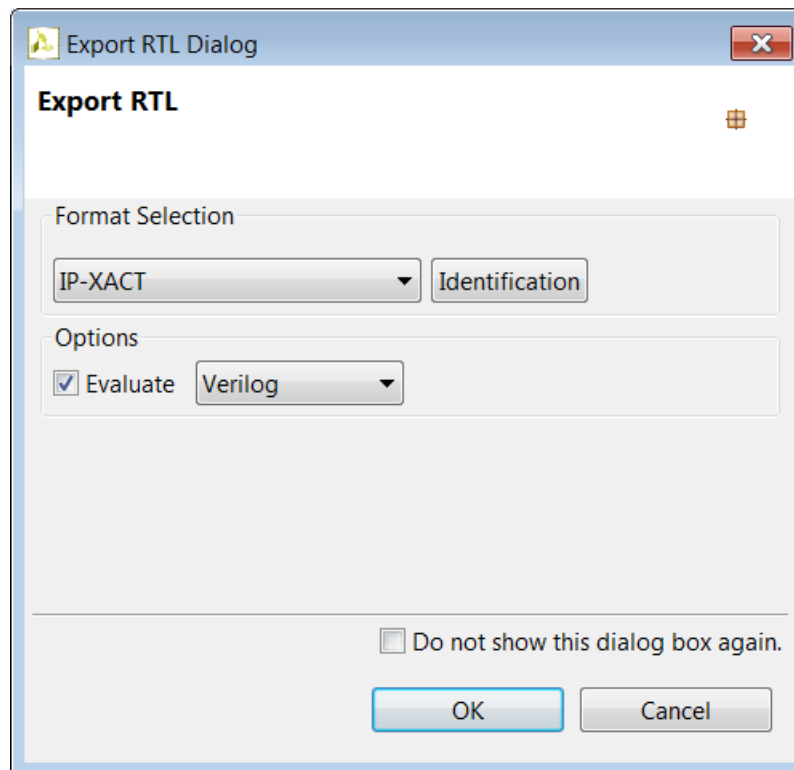 Export RTL Dialog
Export RTL
Format Selection
IP-XACT Identification
Options
Evaluate Verilog
Do not show this dialog box again.
OK Cancel